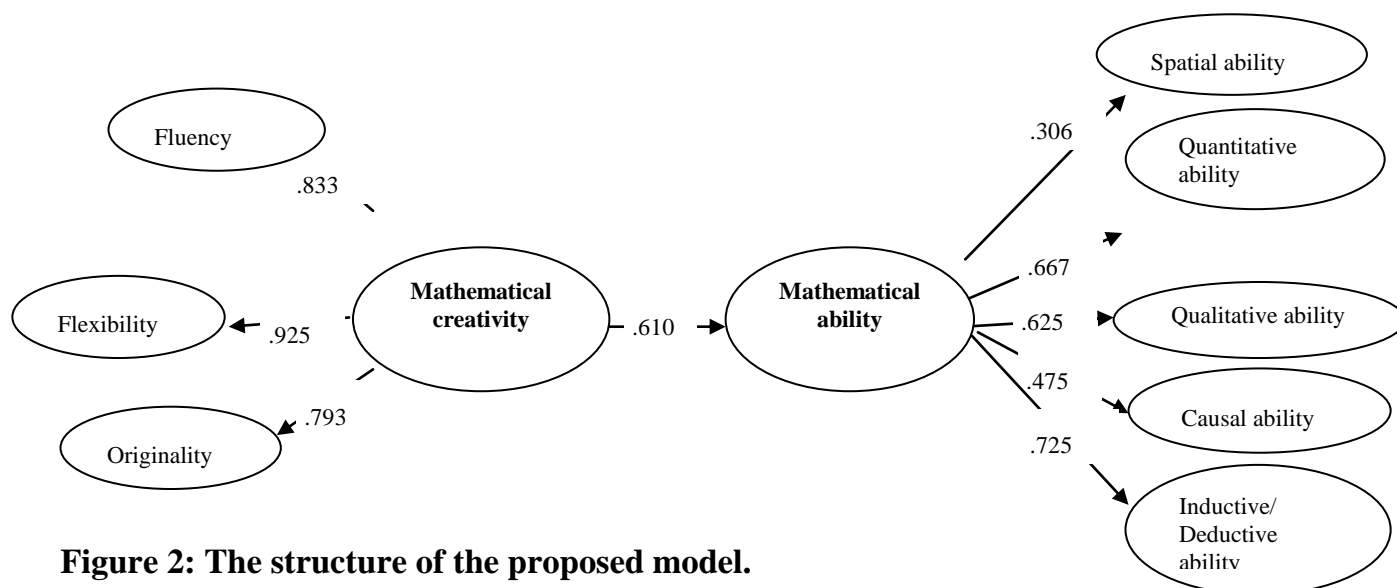 Spatial ability
.306
Fluency
Quantitative
ability
.833
.667
Mathematical
creativity
Mathematical
ability
Flexibility
.925
.610
.625
Qualitative ability
.475
.793
Causal ability
Originality
.725
Inductive/
Deductive
ability
Figure 2: The structure of the proposed model.